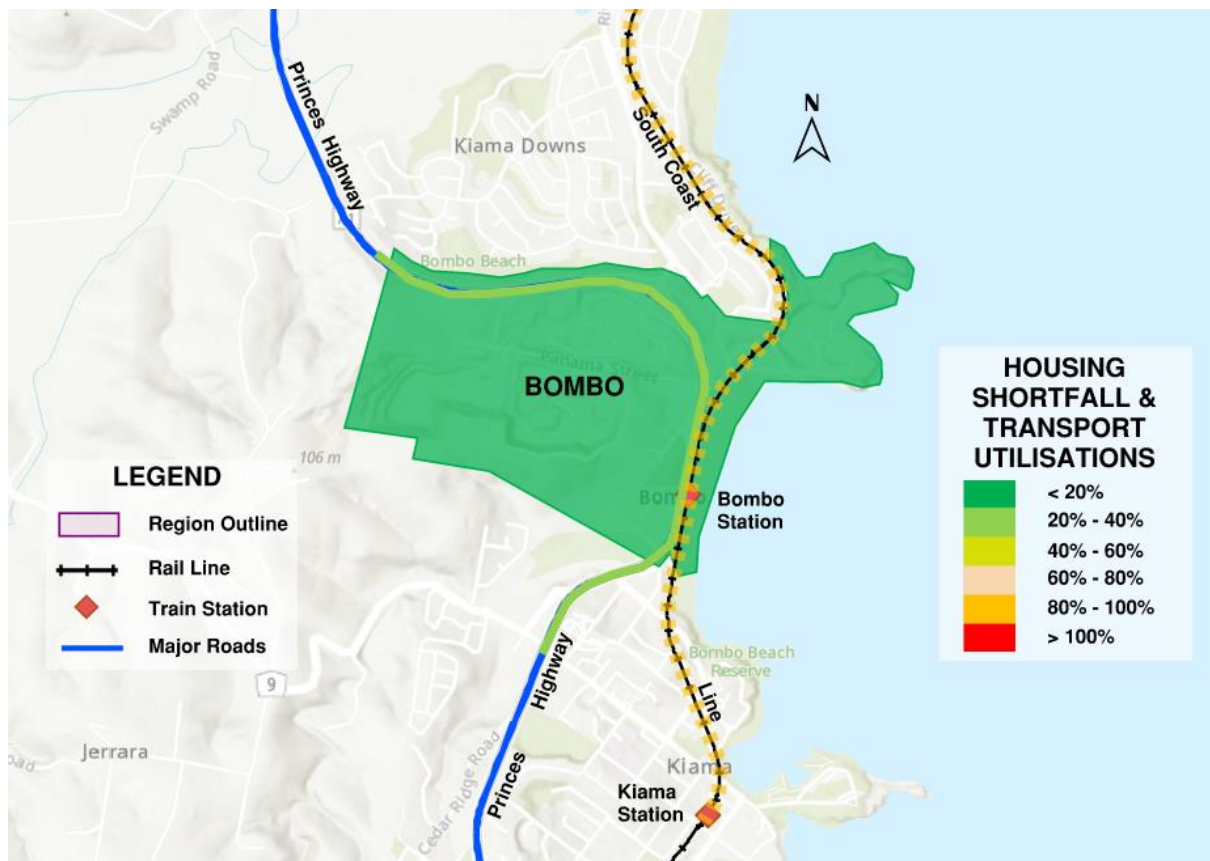 Swamp Road
Princes Highway
Kiama Downs
South Coast
Cliff Drive
N
Bombo Beach
Panama Street
BOMBO
106 m
Bombo
Bombo
Station
LEGEND
Region Outline
Rail Line
Train Station
Major Roads
HOUSING
SHORTFALL &
TRANSPORT
UTILISATIONS
< 20%
20% - 40%
40% - 60%
60% - 80%
80% - 100%
> 100%
Bombo Beach
Reserve
9
Highway
Line
Jerrara
Cedar Ridge Road
Princes
Kiama
Kiama
Station